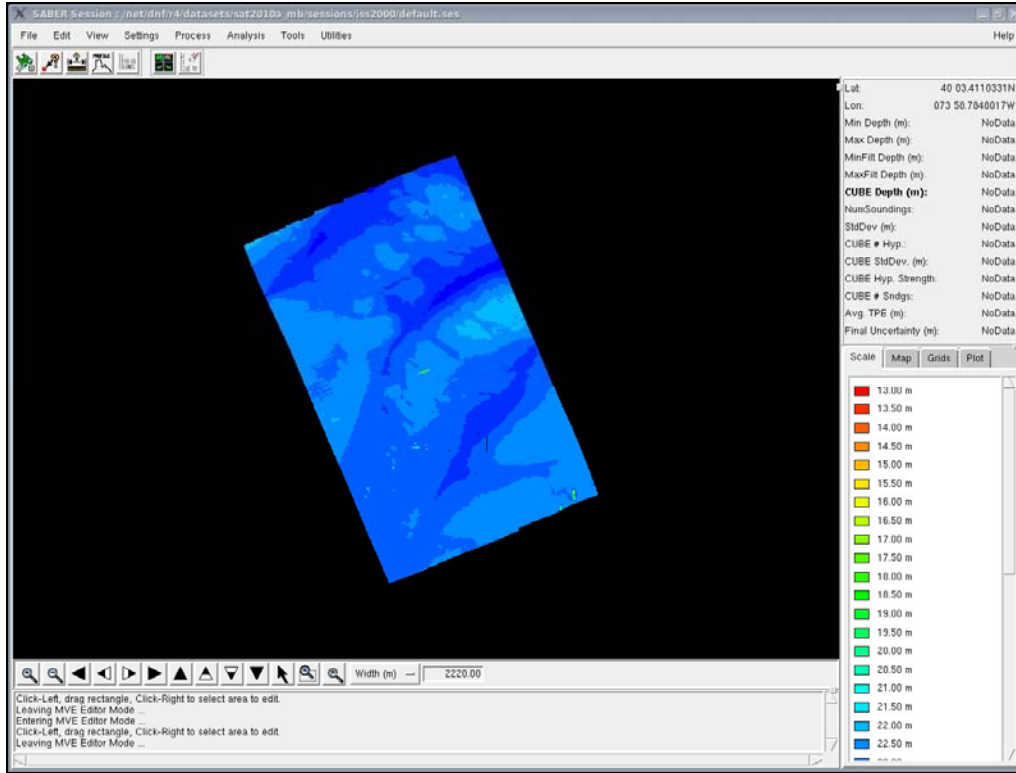 SABER Session : /net/dnf/r4/datasets/sat2010a_mb/sessions/iss2000/default.ses
File Edit View Settings Process Analysis Tools Utilities Help
Lat: 40 03.4110331N
Lon: 073 58.7848017W
Min Depth (m): NoData
Max Depth (m): NoData
MinFilt Depth (m): NoData
MaxFilt Depth (m): NoData
CUBE Depth (m): NoData
NumSoundings: NoData
StdDev (m): NoData
CUBE # Hyp.: NoData
CUBE StdDev. (m): NoData
CUBE Hyp. Strength: NoData
CUBE # Sndgs: NoData
Avg. TPE (m): NoData
Final Uncertainty (m): NoData
Scale Map Grids Plot
13.00 m
13.50 m
14.00 m
14.50 m
15.00 m
15.50 m
16.00 m
16.50 m
17.00 m
17.50 m
18.00 m
18.50 m
19.00 m
19.50 m
20.00 m
20.50 m
21.00 m
21.50 m
22.00 m
22.50 m
Width (m) 2220.00
Click-Left, drag rectangle, Click-Right to select area to edit.
Leaving MVE Editor Mode ...
Entering MVE Editor Mode ...
Click-Left, drag rectangle, Click-Right to select area to edit.
Leaving MVE Editor Mode ...